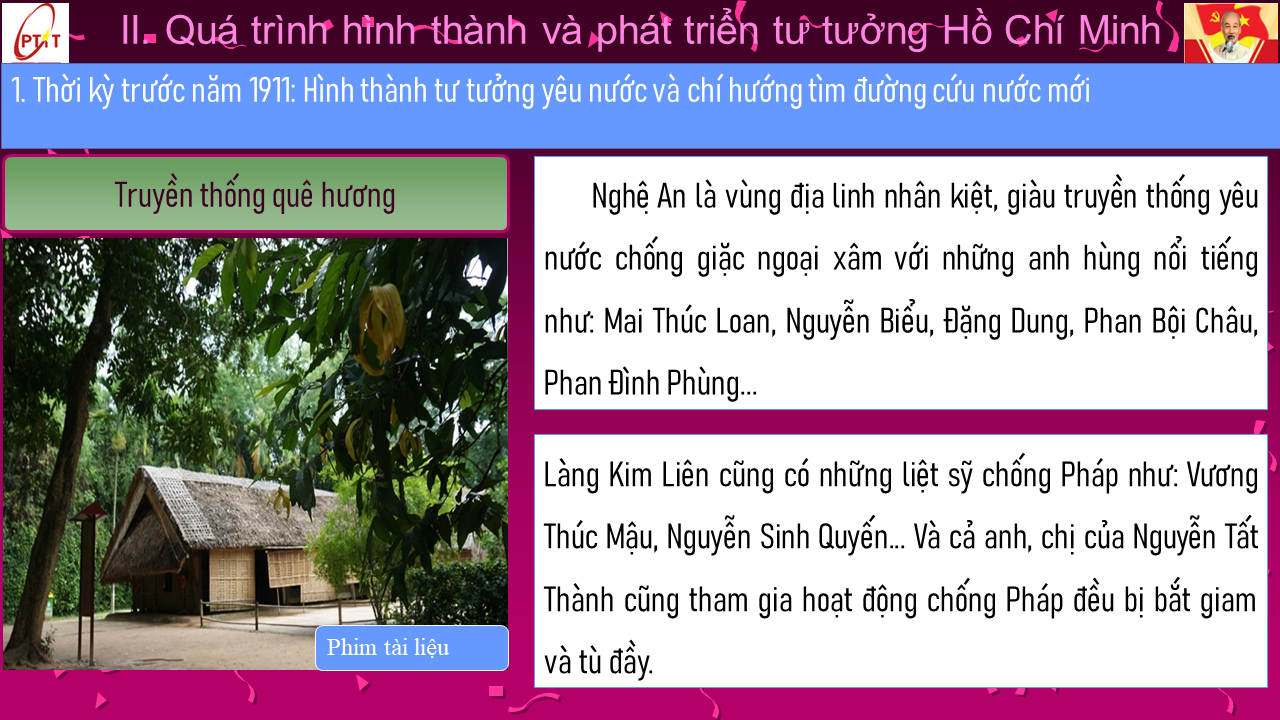 PTiT
II. Quá trình hình thành và phát triển tư tưởng Hồ Chí Minh
1. Thời kỳ trước năm 1911: Hình thành tư tưởng yêu nước và chí hướng tìm đường cứu nước mới
Truyền thống quê hương
Nghệ An là vùng địa linh nhân kiệt, giàu truyền thống yêu
nước chống giặc ngoại xâm với những anh hùng nổi tiếng
như: Mai Thúc Loan, Nguyễn Biểu, Đặng Dung, Phan Bội Châu,
Phan Đình Phùng...
Làng Kim Liên cũng có những liệt sỹ chống Pháp như: Vương
Thúc Mậu, Nguyễn Sinh Quyến... Và cả anh, chị của Nguyễn Tất
Thành cũng tham gia hoạt động chống Pháp đều bị bắt giam
và tù đầy.
Phim tài liệu